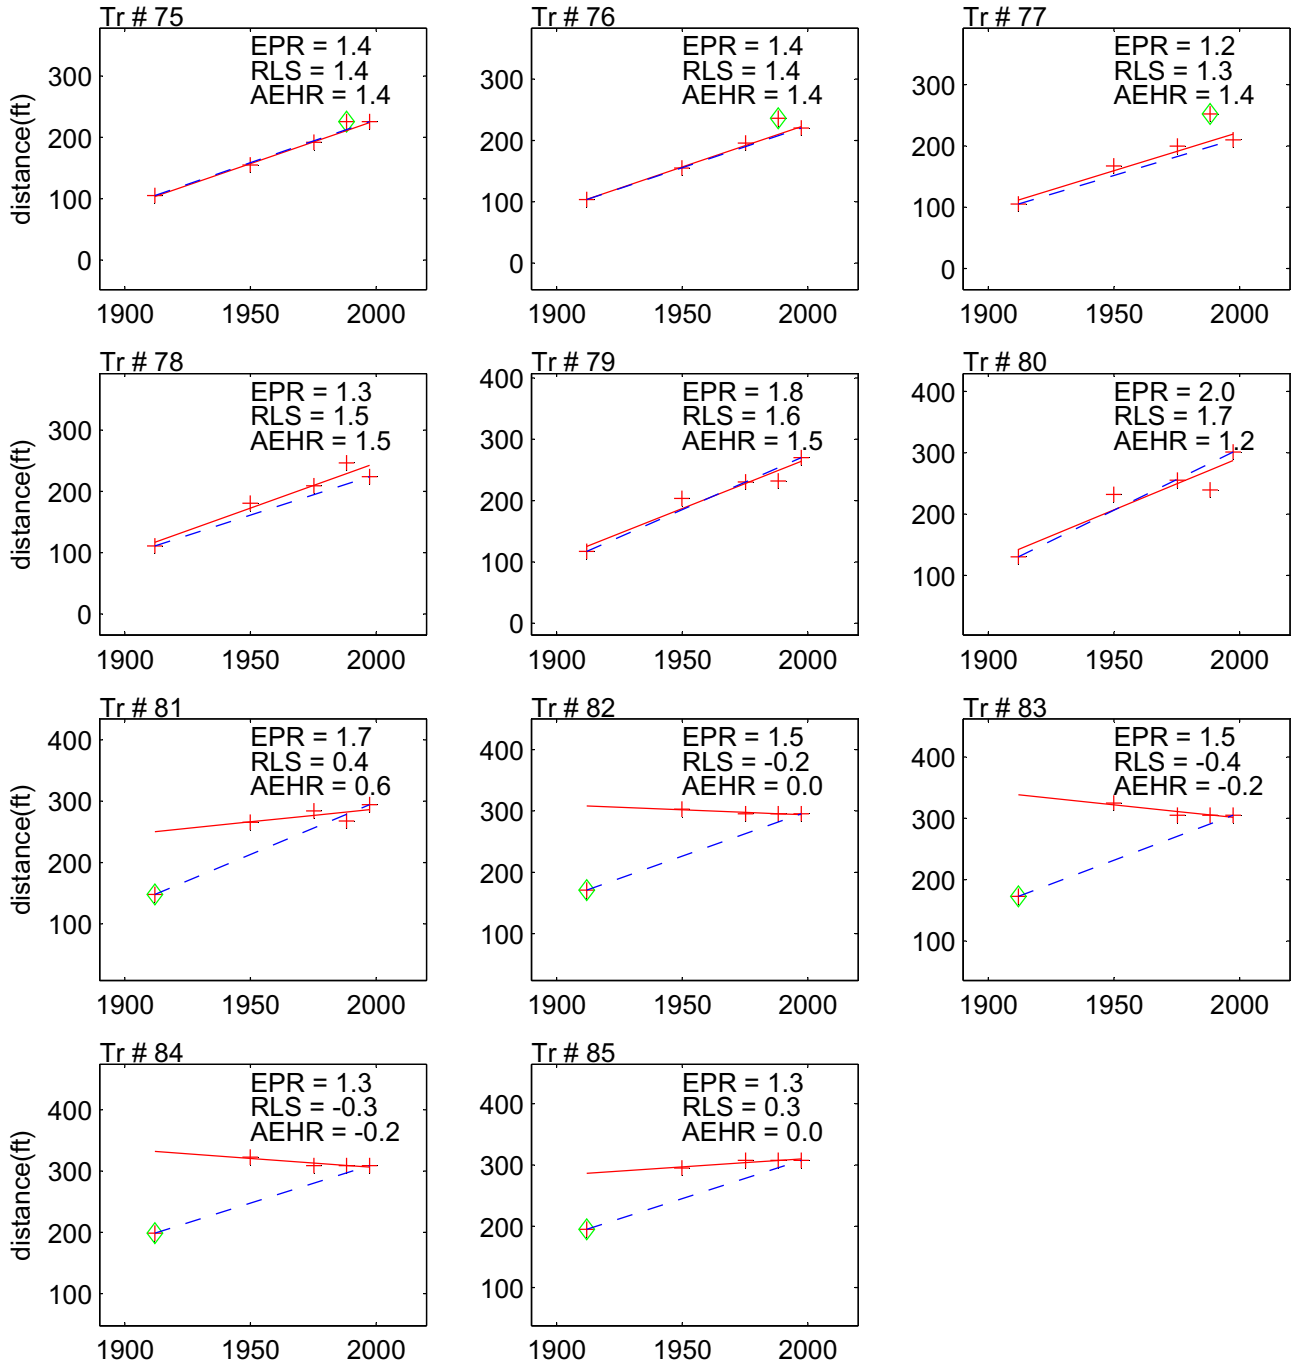 Tr # 75
EPR = 1.4
RLS = 1.4
AEHR = 1.4
distance(ft)
300
200
100
0
1900 1950 2000
Tr # 76
EPR = 1.4
RLS = 1.4
AEHR = 1.4
300
200
100
0
1900 1950 2000
Tr # 77
EPR = 1.2
RLS = 1.3
AEHR = 1.4
300
200
100
0
1900 1950 2000
Tr # 78
EPR = 1.3
RLS = 1.5
AEHR = 1.5
distance(ft)
300
200
100
0
1900 1950 2000
Tr # 79
EPR = 1.8
RLS = 1.6
AEHR = 1.5
400
300
200
100
0
1900 1950 2000
Tr # 80
EPR = 2.0
RLS = 1.7
AEHR = 1.2
400
300
200
100
1900 1950 2000
Tr # 81
EPR = 1.7
RLS = 0.4
AEHR = 0.6
distance(ft)
400
300
200
100
1900 1950 2000
Tr # 82
EPR = 1.5
RLS = -0.2
AEHR = 0.0
400
300
200
100
1900 1950 2000
Tr # 83
EPR = 1.5
RLS = -0.4
AEHR = -0.2
400
300
200
100
1900 1950 2000
Tr # 84
EPR = 1.3
RLS = -0.3
AEHR = -0.2
distance(ft)
400
300
200
100
1900 1950 2000
Tr # 85
EPR = 1.3
RLS = 0.3
AEHR = 0.0
400
300
200
100
1900 1950 2000